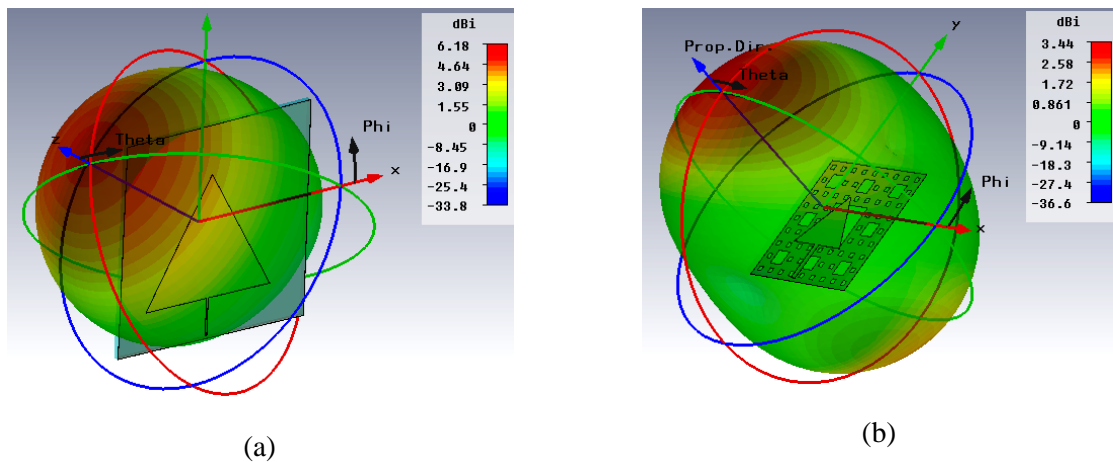 dBi
6.18
4.64
3.09
1.55
0
-8.45
-16.9
-25.4
-33.8
z
Theta
Phi
x
(a)
dBi
3.44
2.58
1.72
0.861
0
-9.14
-18.3
-27.4
-36.6
y
Prop.Dir.
Theta
Phi
x
(b)